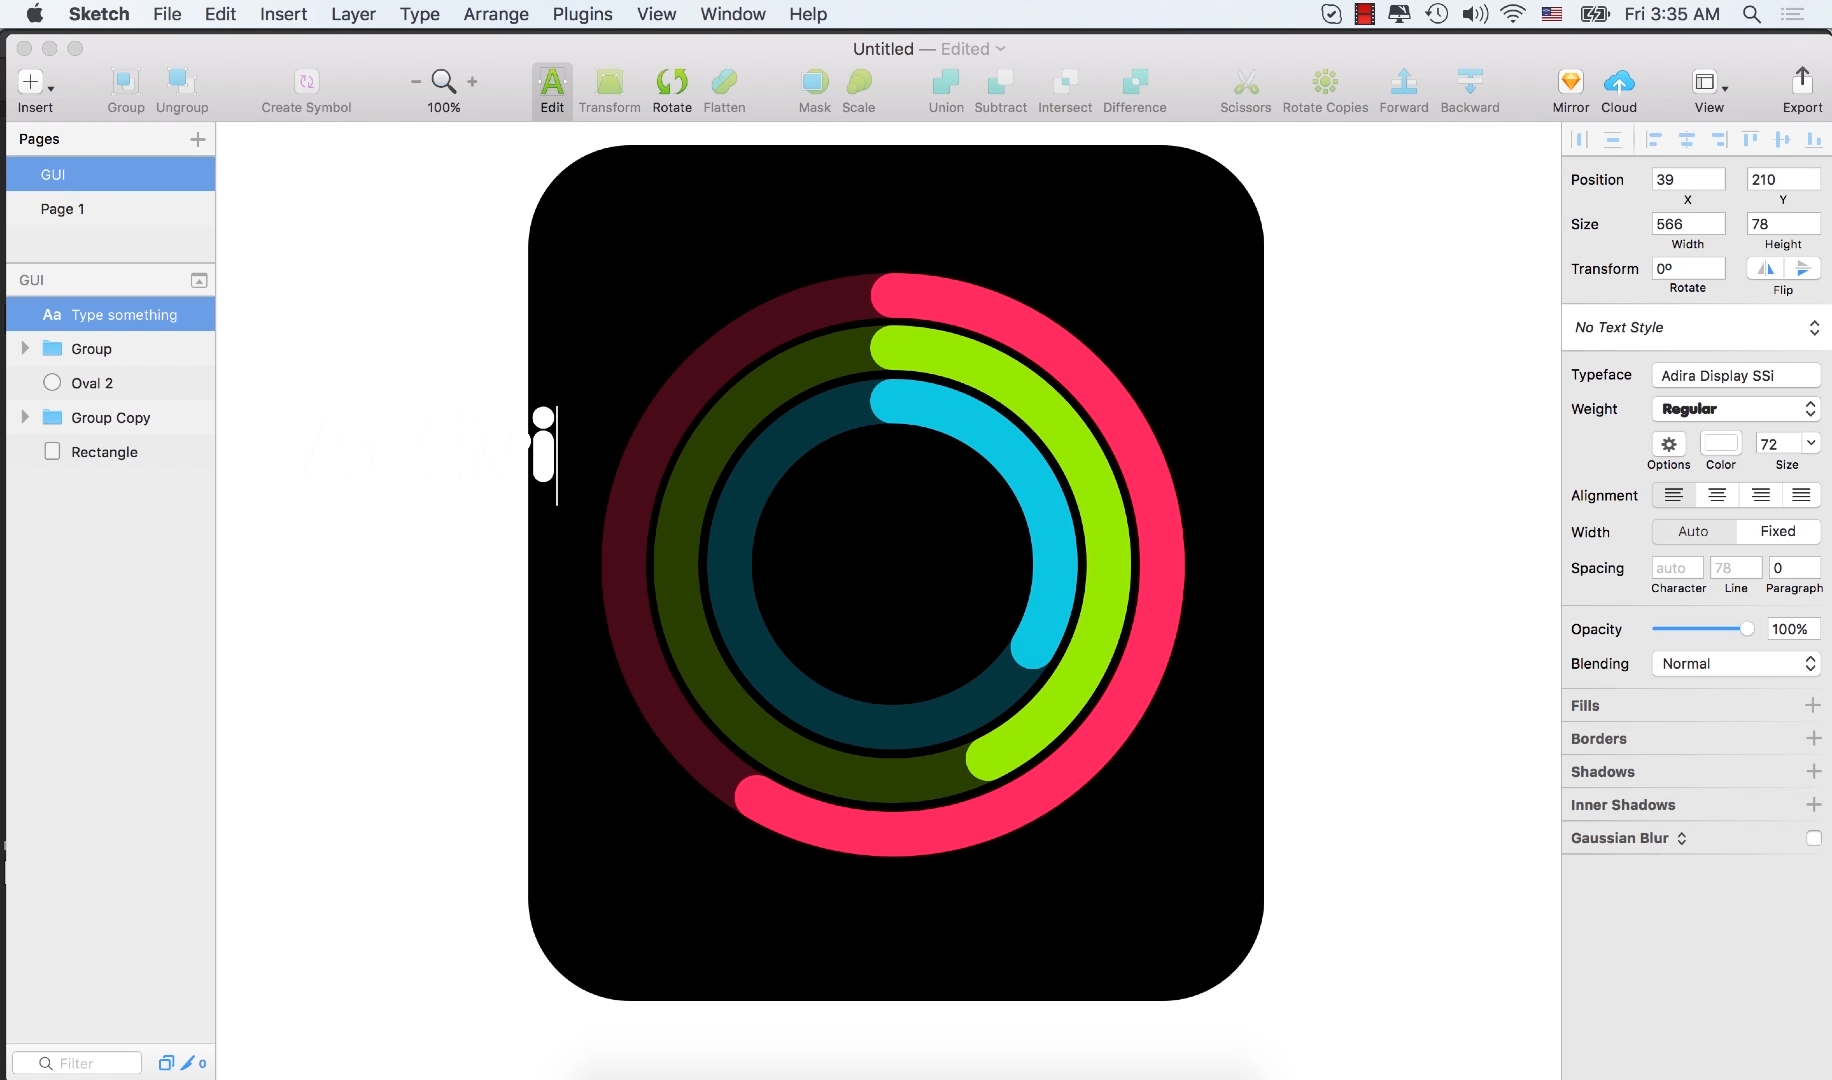 Sketch File Edit Insert Layer Type Arrange Plugins View Window Help Fri 3:35 AM
Untitled — Edited
Insert Group Ungroup Create Symbol 100% Edit Transform Rotate Flatten Mask Scale Union Subtract Intersect Difference Scissors Rotate Copies Forward Backward Mirror Cloud View Export
Pages
GUI
Page 1
GUI
Aa Type something
Group
Oval 2
Group Copy
Rectangle
Filter 0
i
Position 39 210
X Y
Size 566 78
Width Height
Transform 0º
Rotate Flip
No Text Style
Typeface Adira Display SSi
Weight Regular
72
Options Color Size
Alignment
Width Auto Fixed
Spacing auto 78 0
Character Line Paragraph
Opacity 100%
Blending Normal
Fills
Borders
Shadows
Inner Shadows
Gaussian Blur